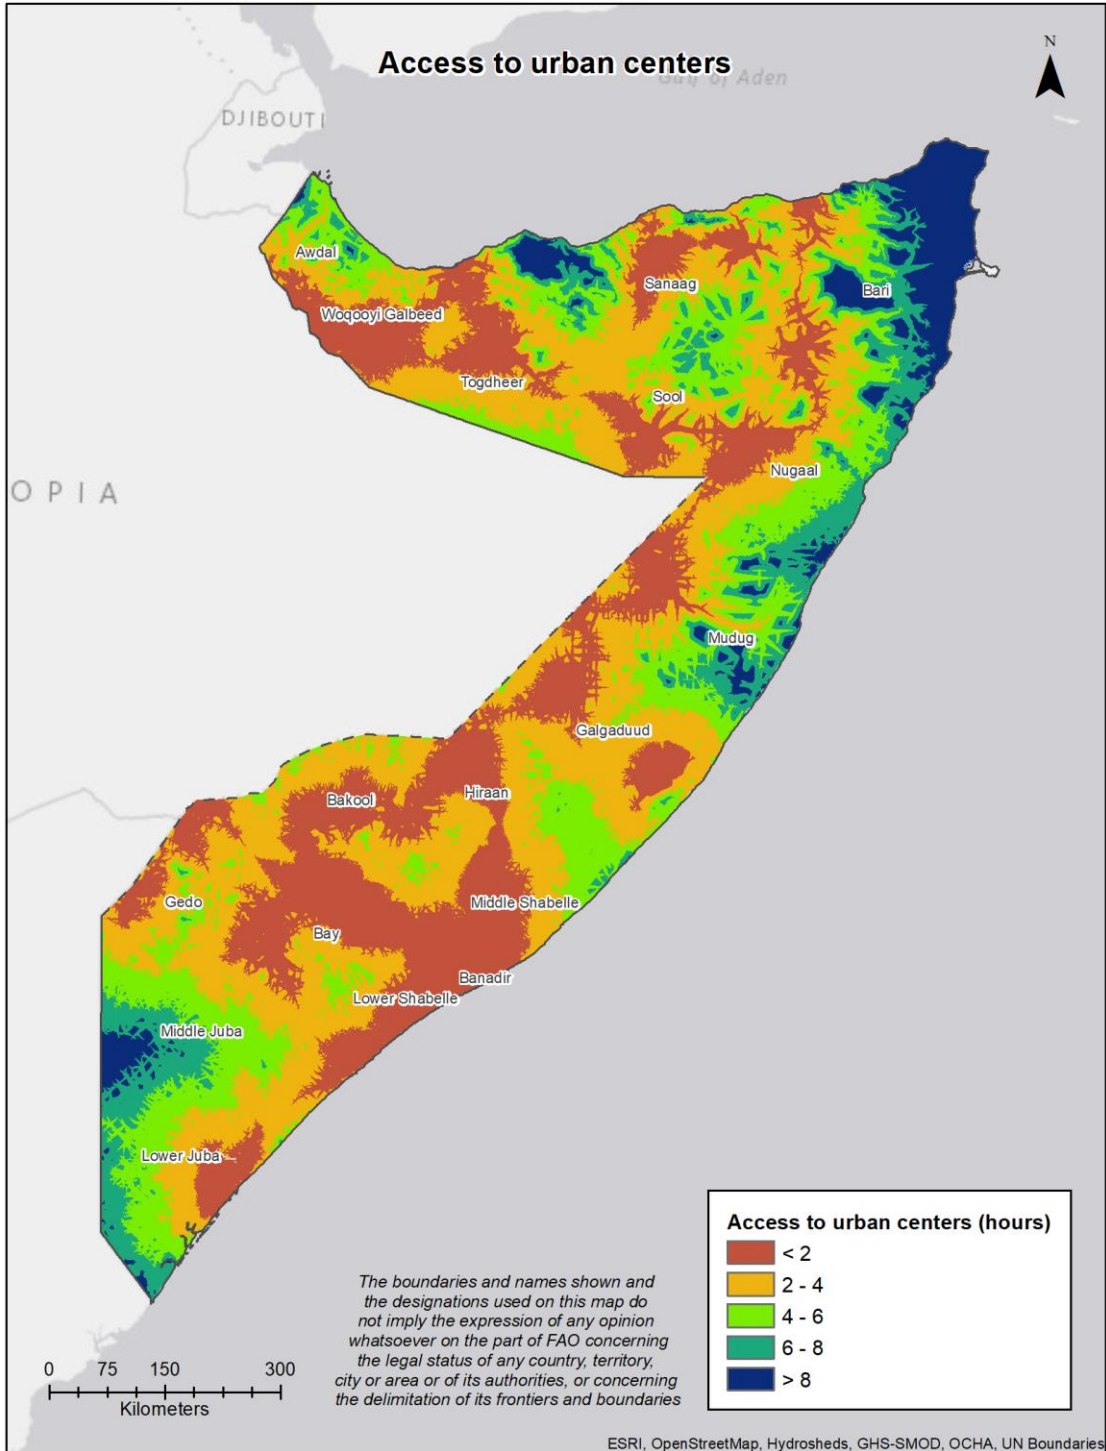 Access to urban centers
Gulf of Aden
N
DJIBOUTI
Awdal
Woqooyi Galbeed
Togdheer
Sanaag
Bari
Sool
Nugaal
OPIA
Mudug
Galgaduud
Hiraan
Bakool
Middle Shabelle
Gedo
Bay
Banadir
Lower Shabelle
Middle Juba
Lower Juba
Access to urban centers (hours)
< 2
2 - 4
4 - 6
6 - 8
> 8
The boundaries and names shown and
the designations used on this map do
not imply the expression of any opinion
whatsoever on the part of FAO concerning
the legal status of any country, territory,
city or area or of its authorities, or concerning
the delimitation of its frontiers and boundaries
0 75 150 300
Kilometers
ESRI, OpenStreetMap, Hydrosheds, GHS-SMOD, OCHA, UN Boundaries